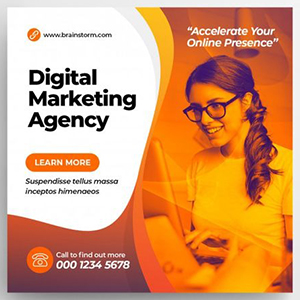 www.brainstorm.com
"Accelerate Your
Online Presence"
Digital
Marketing
Agency
LEARN MORE
Suspendisse tellus massa
inceptos himenaeos
Call to find out more
000 1234 5678